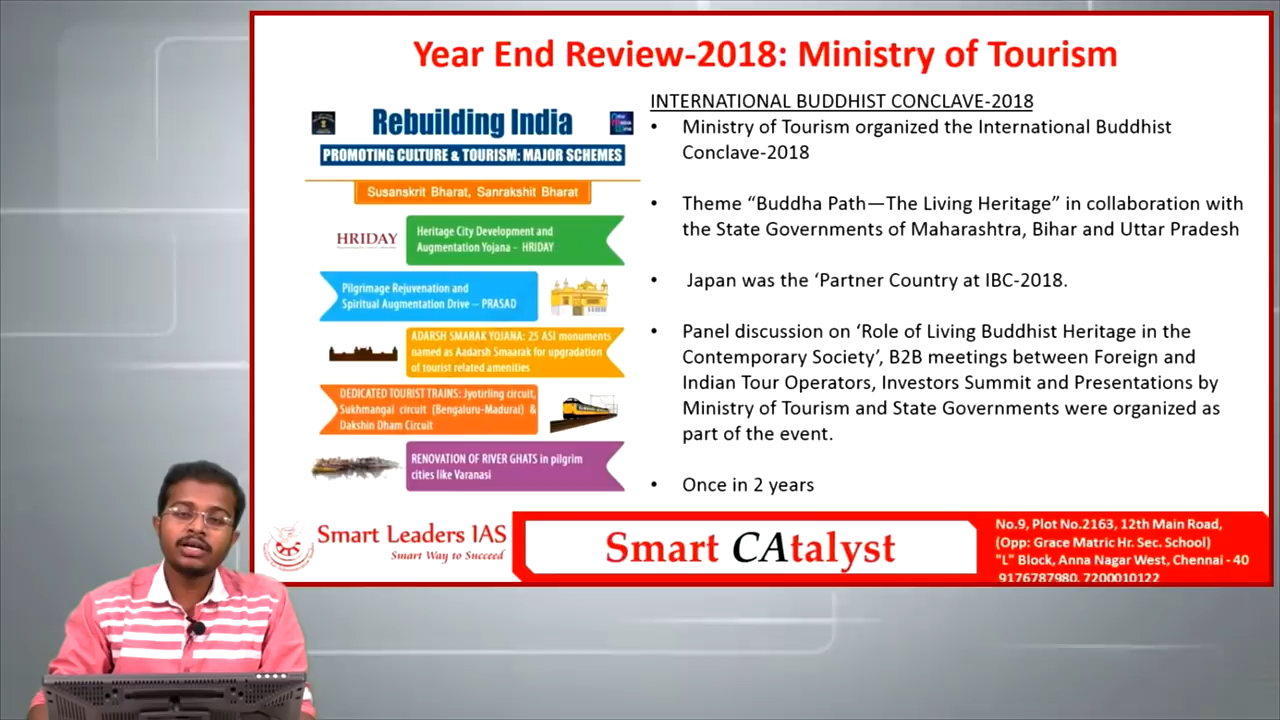 Year End Review-2018: Ministry of Tourism
Rebuilding India
PROMOTING CULTURE & TOURISM: MAJOR SCHEMES
Susanskrit Bharat, Sanrakshit Bharat
HRIDAY
Heritage City Development and
Augmentation Yojana - HRIDAY
Pilgrimage Rejuvenation and
Spiritual Augmentation Drive – PRASAD
ADARSH SMARAK YOJANA: 25 ASI monuments
named as Aadarsh Smaarak for upgradation
of tourist related amenities
DEDICATED TOURIST TRAINS: Jyotirling circuit,
Sukhmangal circuit (Bengaluru-Madurai) &
Dakshin Dham Circuit
RENOVATION OF RIVER GHATS in pilgrim
cities like Varanasi
INTERNATIONAL BUDDHIST CONCLAVE-2018
• Ministry of Tourism organized the International Buddhist
Conclave-2018
• Theme “Buddha Path—The Living Heritage” in collaboration with
the State Governments of Maharashtra, Bihar and Uttar Pradesh
• Japan was the ‘Partner Country at IBC-2018.
• Panel discussion on ‘Role of Living Buddhist Heritage in the
Contemporary Society’, B2B meetings between Foreign and
Indian Tour Operators, Investors Summit and Presentations by
Ministry of Tourism and State Governments were organized as
part of the event.
• Once in 2 years
Smart Leaders IAS
Smart Way to Succeed
Smart CAtalyst
No.9, Plot No.2163, 12th Main Road,
(Opp: Grace Matric Hr. Sec. School)
"L" Block, Anna Nagar West, Chennai - 40
9176787980, 7200010122